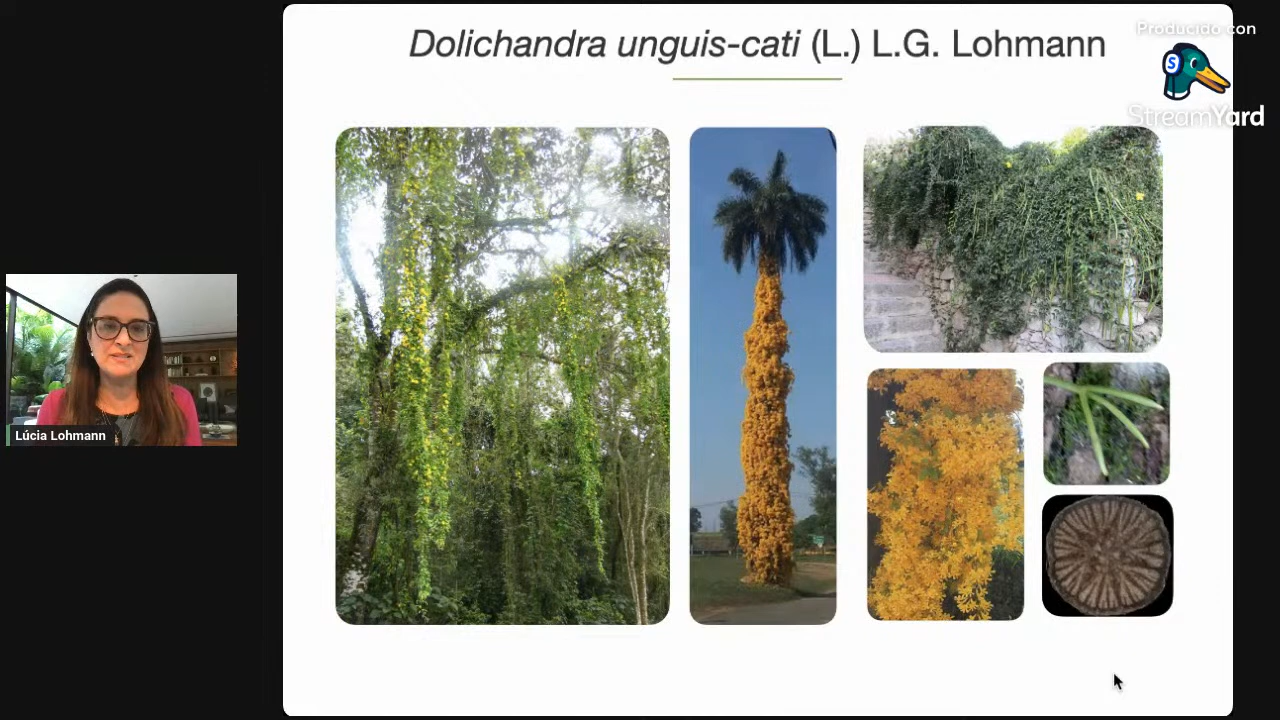 Dolichandra unguis-cati (L.) L.G. Lohmann
Producido con
S
StreamYard
Lúcia Lohmann